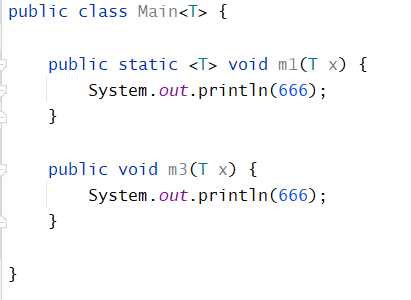 public class Main<T> {
public static <T> void m1(T x) {
System.out.println(666);
}
public void m3(T x) {
System.out.println(666);
}
}